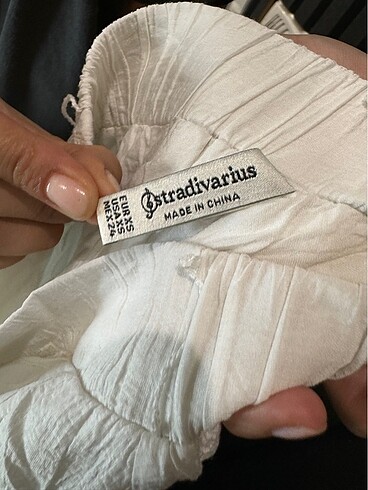 stradivarius
MADE IN CHINA
EUR XS
USA XS
MEX 24